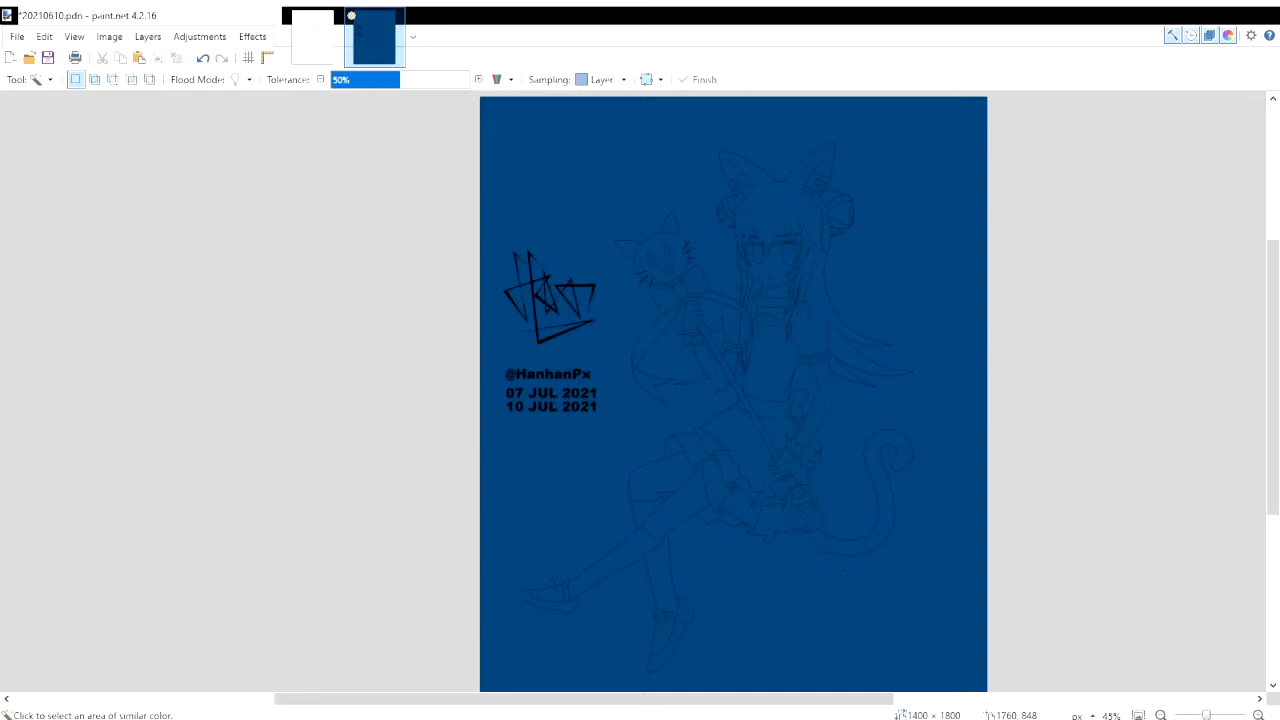 *20210610.pdn - paint.net 4.2.16
File Edit View Image Layers Adjustments Effects
Tool: Flood Mode: Tolerance: 50% Sampling: Layer Finish
@HanhanPx
07 JUL 2021
10 JUL 2021
Click to select an area of similar color. 1400 × 1800 1760, 848 px 45%